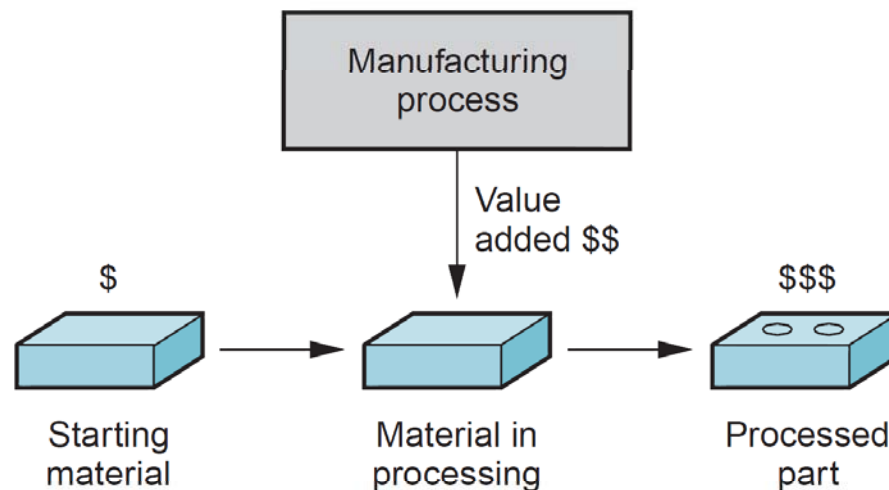 Manufacturing
process
Value
added $$
$
$$$
Starting
material
Material in
processing
Processed
part